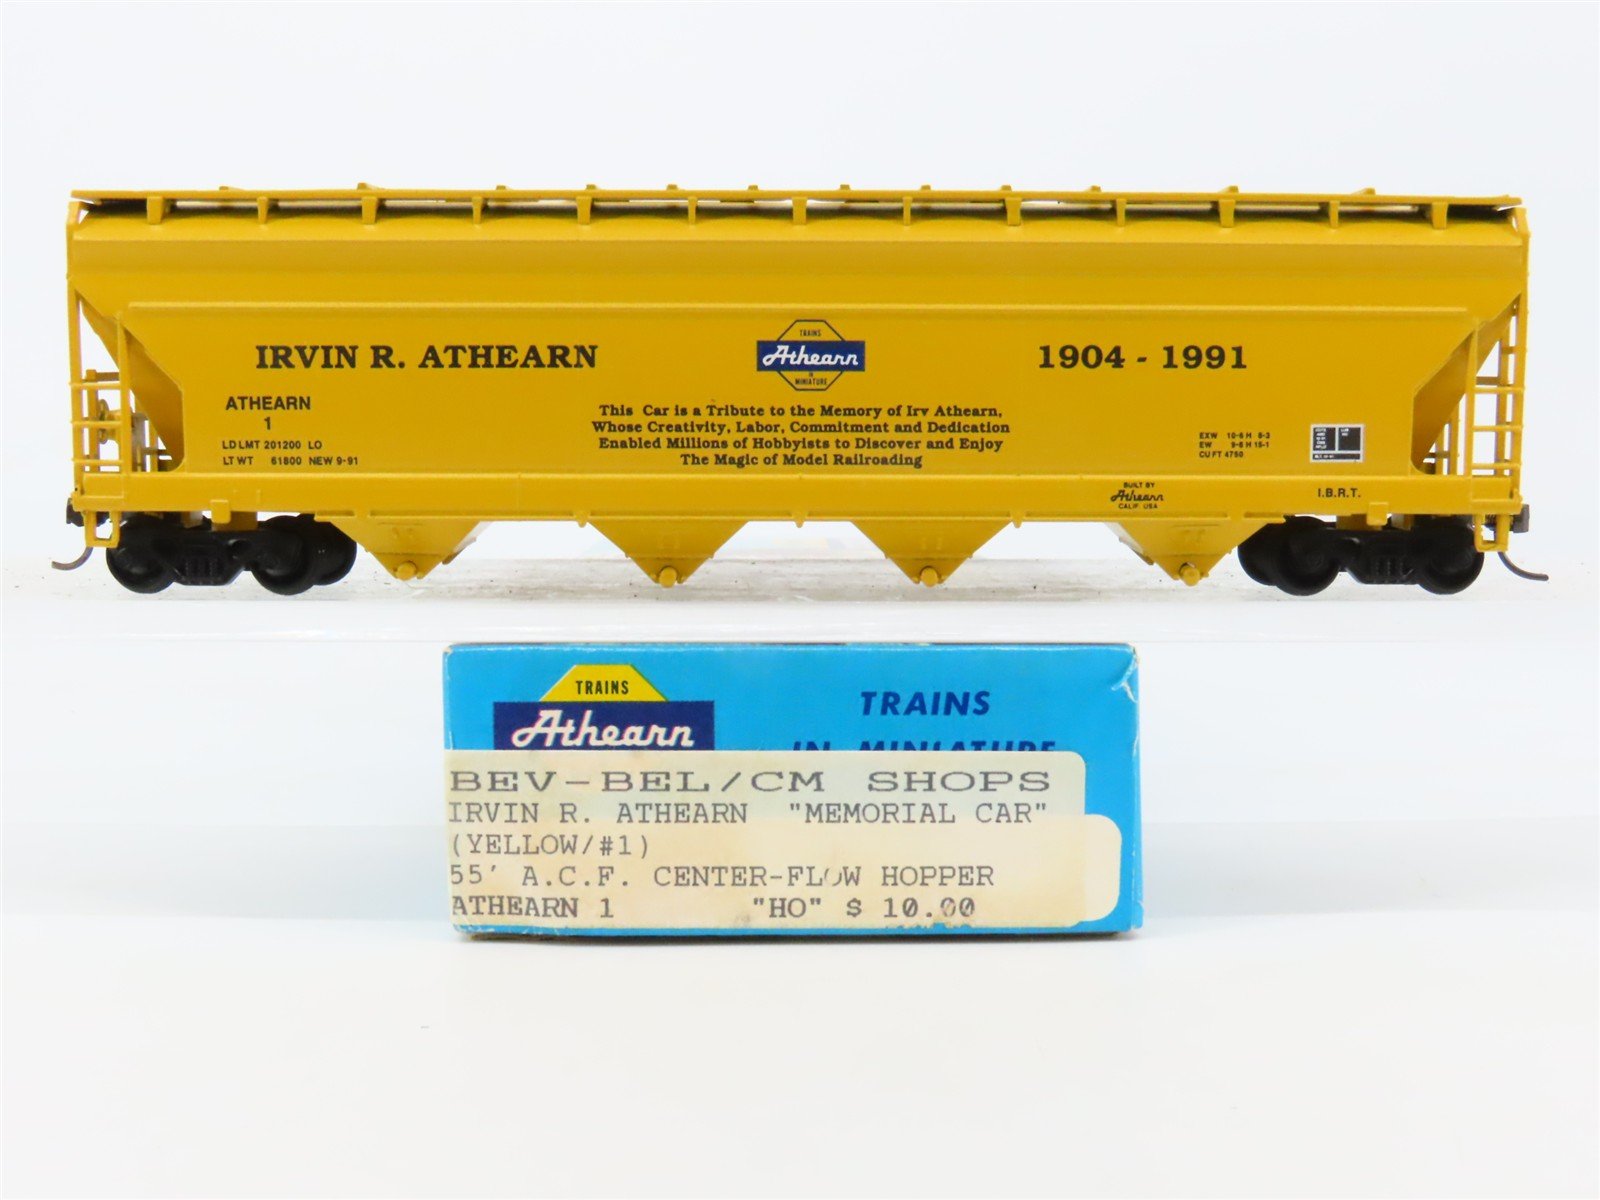 IRVIN R. ATHEARN
TRAINS
Athearn
IN
MINIATURE
1904 - 1991
ATHEARN
1
LD LMT 201200 LO
LT WT 61800 NEW 9-91
This Car is a Tribute to the Memory of Irv Athearn,
Whose Creativity, Labor, Commitment and Dedication
Enabled Millions of Hobbyists to Discover and Enjoy
The Magic of Model Railroading
EXW 10-6 H 8-3
EW 9-6 H 15-1
CU FT 4750
BUILT BY
Athearn
CALIF. USA
I.B.R.T.
TRAINS
Athearn
TRAINS
IN MINIATURE
BEV-BEL/CM SHOPS
IRVIN R. ATHEARN "MEMORIAL CAR"
(YELLOW/#1)
55' A.C.F. CENTER-FLOW HOPPER
ATHEARN 1 "HO" $ 10.00